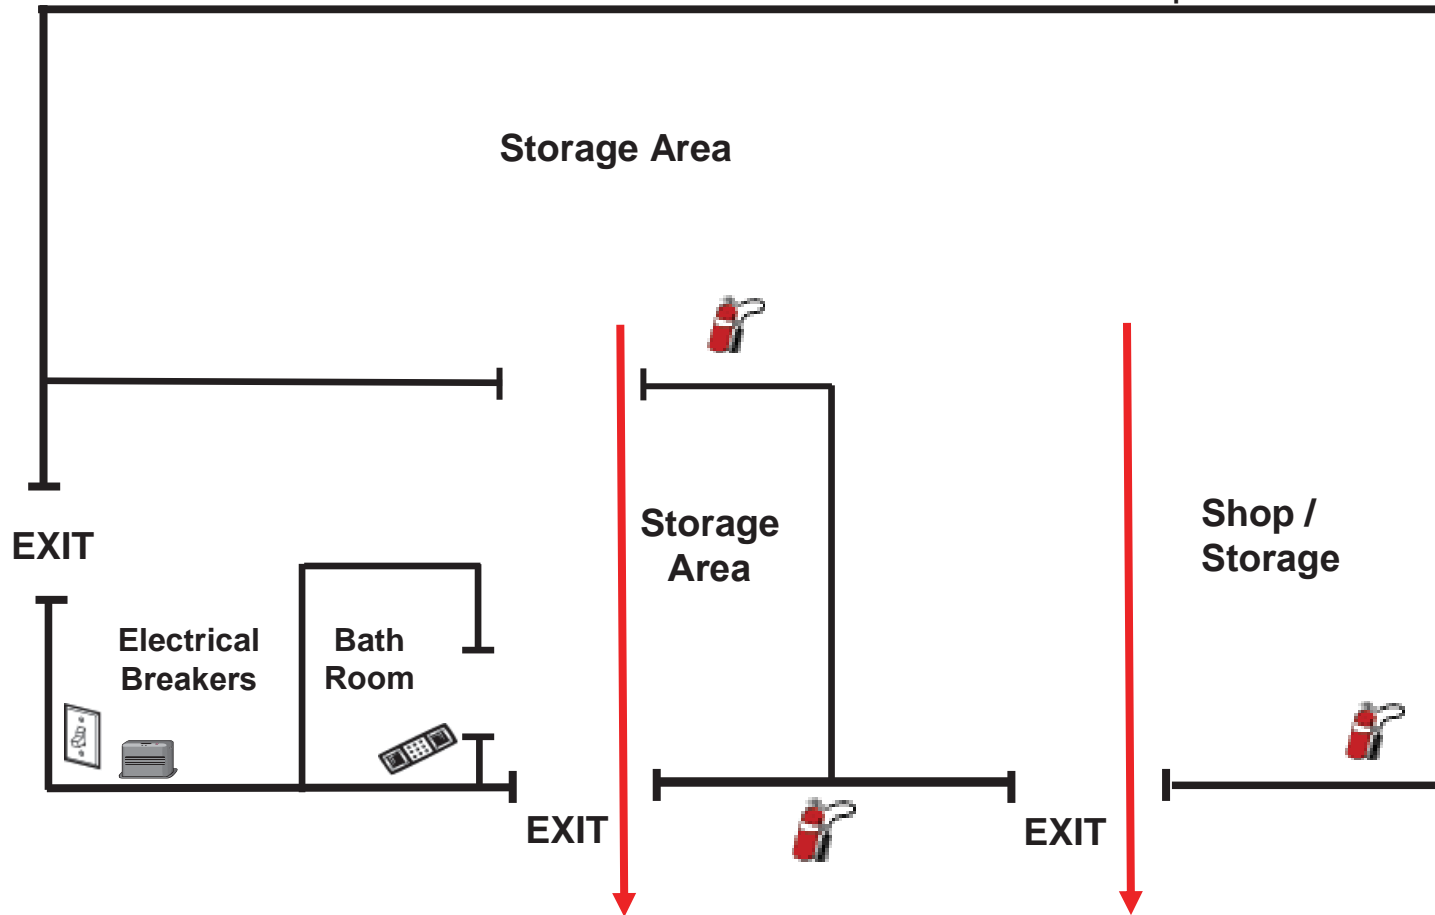 Storage Area
Storage
Area
Shop /
Storage
EXIT
Electrical
Breakers
Bath
Room
EXIT
EXIT